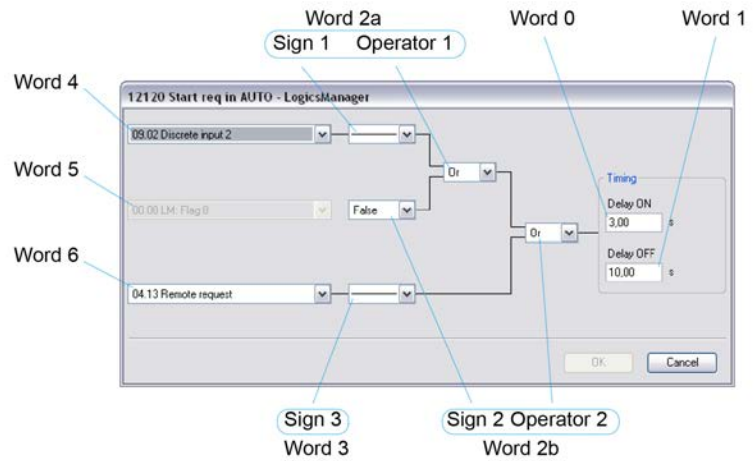 Word 2a Word 0 Word 1
Sign 1 Operator 1
Word 4
12120 Start req in AUTO - LogicsManager
09.02 Discrete input 2
Word 5
Or
Timing
Delay ON
00.00 LM: Flag 0 False
3,00 s
Or
Delay OFF
Word 6
10,00 s
04.13 Remote request
OK Cancel
Sign 3 Sign 2 Operator 2
Word 3 Word 2b